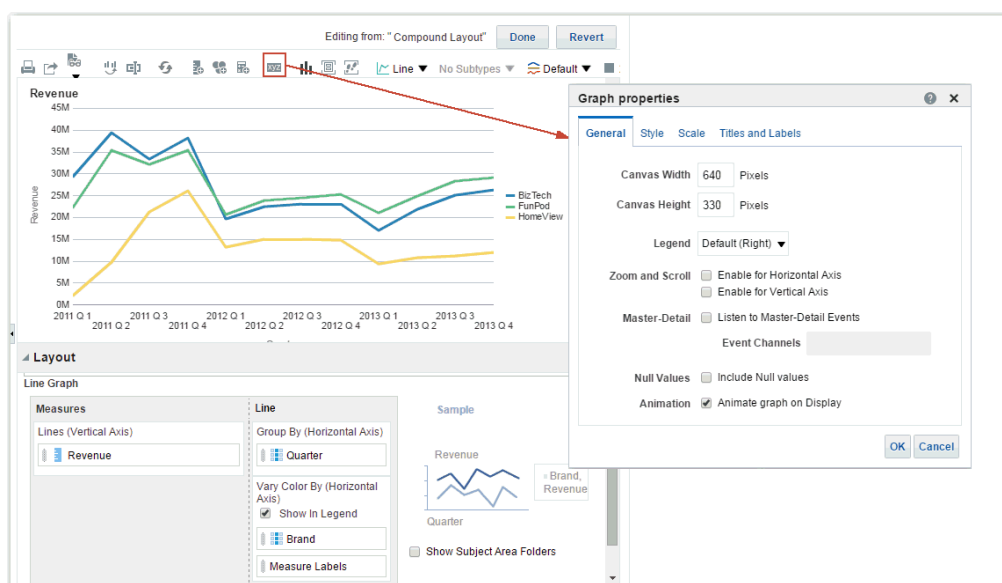 Editing from: "Compound Layout" Done Revert
xyz Line No Subtypes Default
Revenue
45M
40M
35M
30M
25M
20M
15M
10M
5M
0M
Revenue
2011 Q 1 2011 Q 3 2012 Q 1 2012 Q 3 2013 Q 1 2013 Q 3
2011 Q 2 2011 Q 4 2012 Q 2 2012 Q 4 2013 Q 2 2013 Q 4
BizTech
FunPod
HomeView
Layout
Line Graph
Measures
Lines (Vertical Axis)
Revenue
Line
Group By (Horizontal Axis)
Quarter
Vary Color By (Horizontal
Axis)
Show In Legend
Brand
Measure Labels
Sample
Revenue
Brand,
Revenue
Quarter
Show Subject Area Folders
Graph properties
General Style Scale Titles and Labels
Canvas Width 640 Pixels
Canvas Height 330 Pixels
Legend Default (Right)
Zoom and Scroll Enable for Horizontal Axis
Enable for Vertical Axis
Master-Detail Listen to Master-Detail Events
Event Channels
Null Values Include Null values
Animation Animate graph on Display
OK Cancel